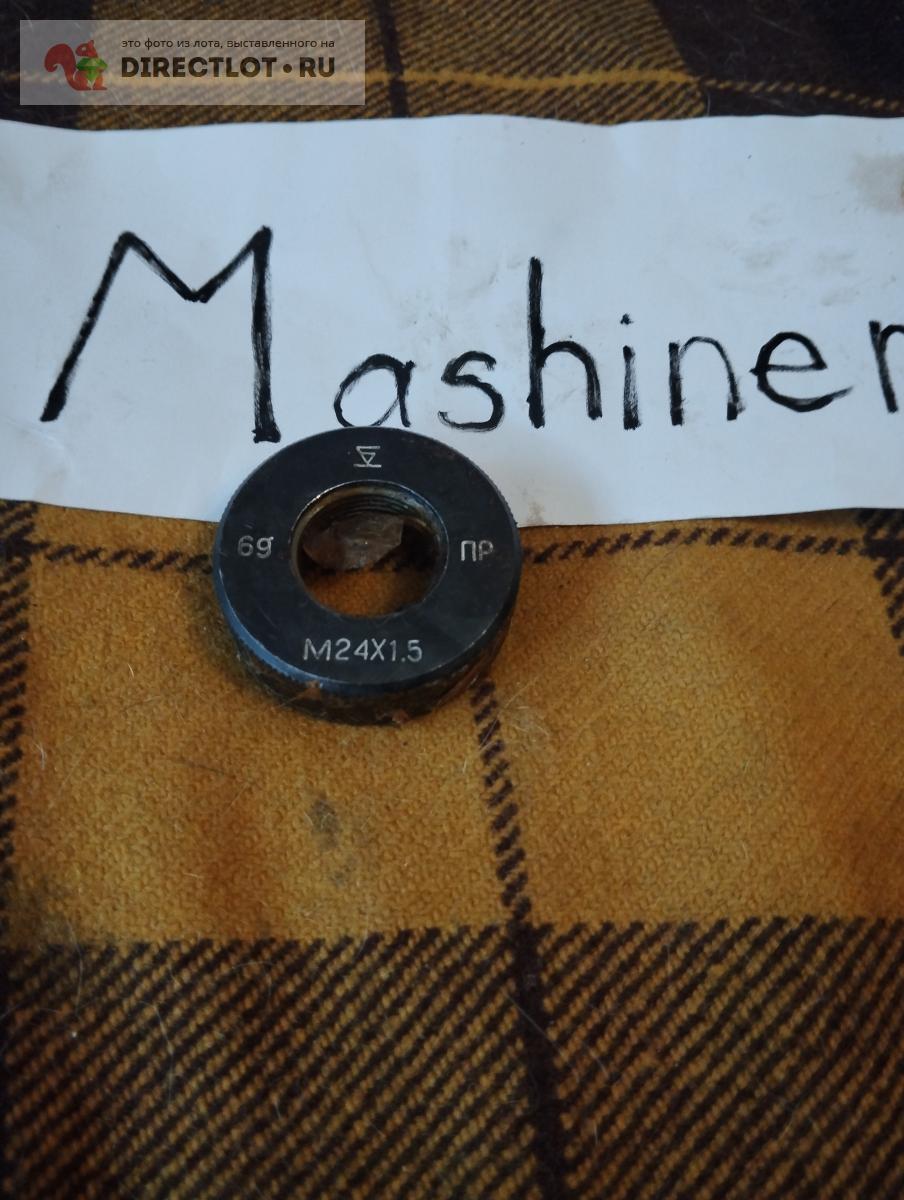 это фото из лота, выставленного на
DIRECTLOT•RU
Mashiner
6g
ПР
M24X1.5